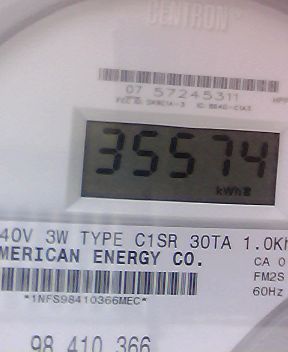 CENTRON
07 57245311
35574
kWh
40V 3W TYPE C1SR 30TA 1.0Kh
MERICAN ENERGY CO.
CA 0
FM2S
60Hz
*1NFS98410366MEC*
98 410 366